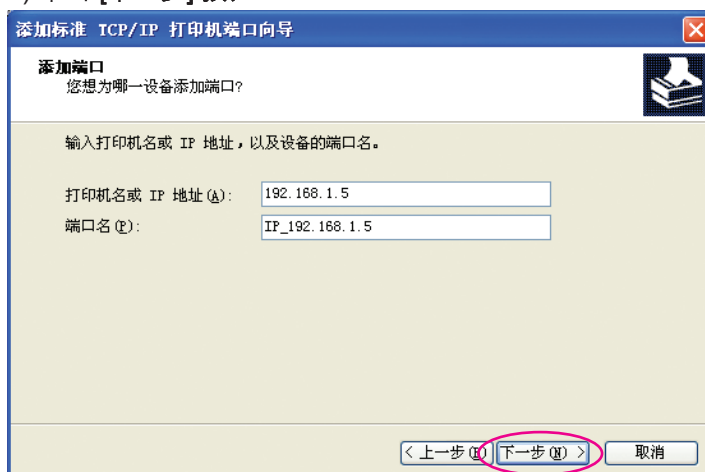 添加标准 TCP/IP 打印机端口向导
添加端口
您想为哪一设备添加端口?
输入打印机名或 IP 地址,以及设备的端口名。
打印机名或 IP 地址(A): 192.168.1.5
端口名(P): IP_192.168.1.5
< 上一步(B) 下一步(N) > 取消